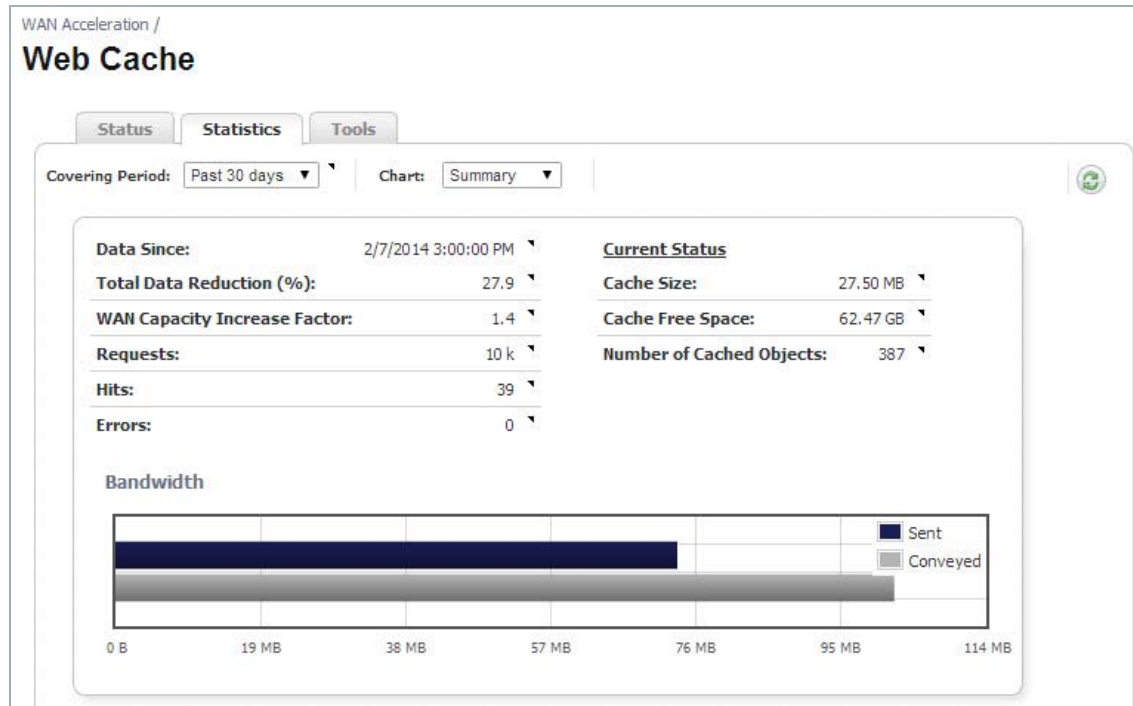 WAN Acceleration /
Web Cache
Status Statistics Tools
Covering Period: Past 30 days Chart: Summary
Data Since: 2/7/2014 3:00:00 PM Current Status
Total Data Reduction (%): 27.9 Cache Size: 27.50 MB
WAN Capacity Increase Factor: 1.4 Cache Free Space: 62.47 GB
Requests: 10 k Number of Cached Objects: 387
Hits: 39
Errors: 0
Bandwidth
Sent
Conveyed
0 B 19 MB 38 MB 57 MB 76 MB 95 MB 114 MB